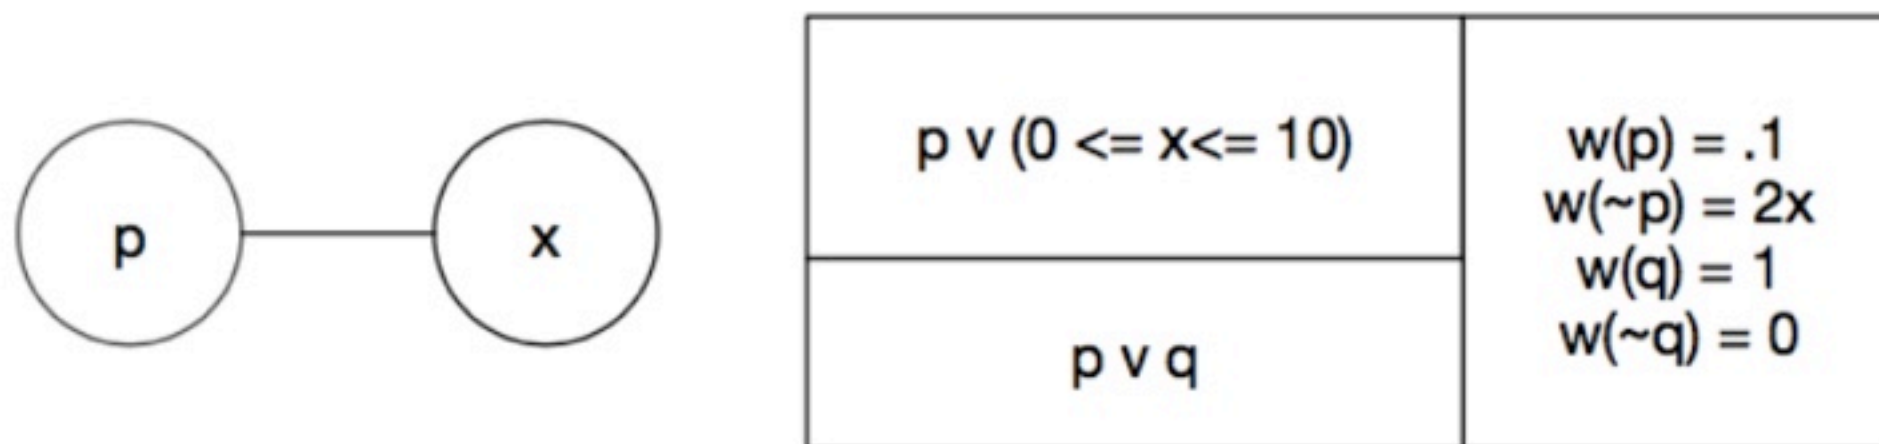 p
x
p v (0 <= x<= 10)
p v q
w(p) = .1
w(~p) = 2x
w(q) = 1
w(~q) = 0